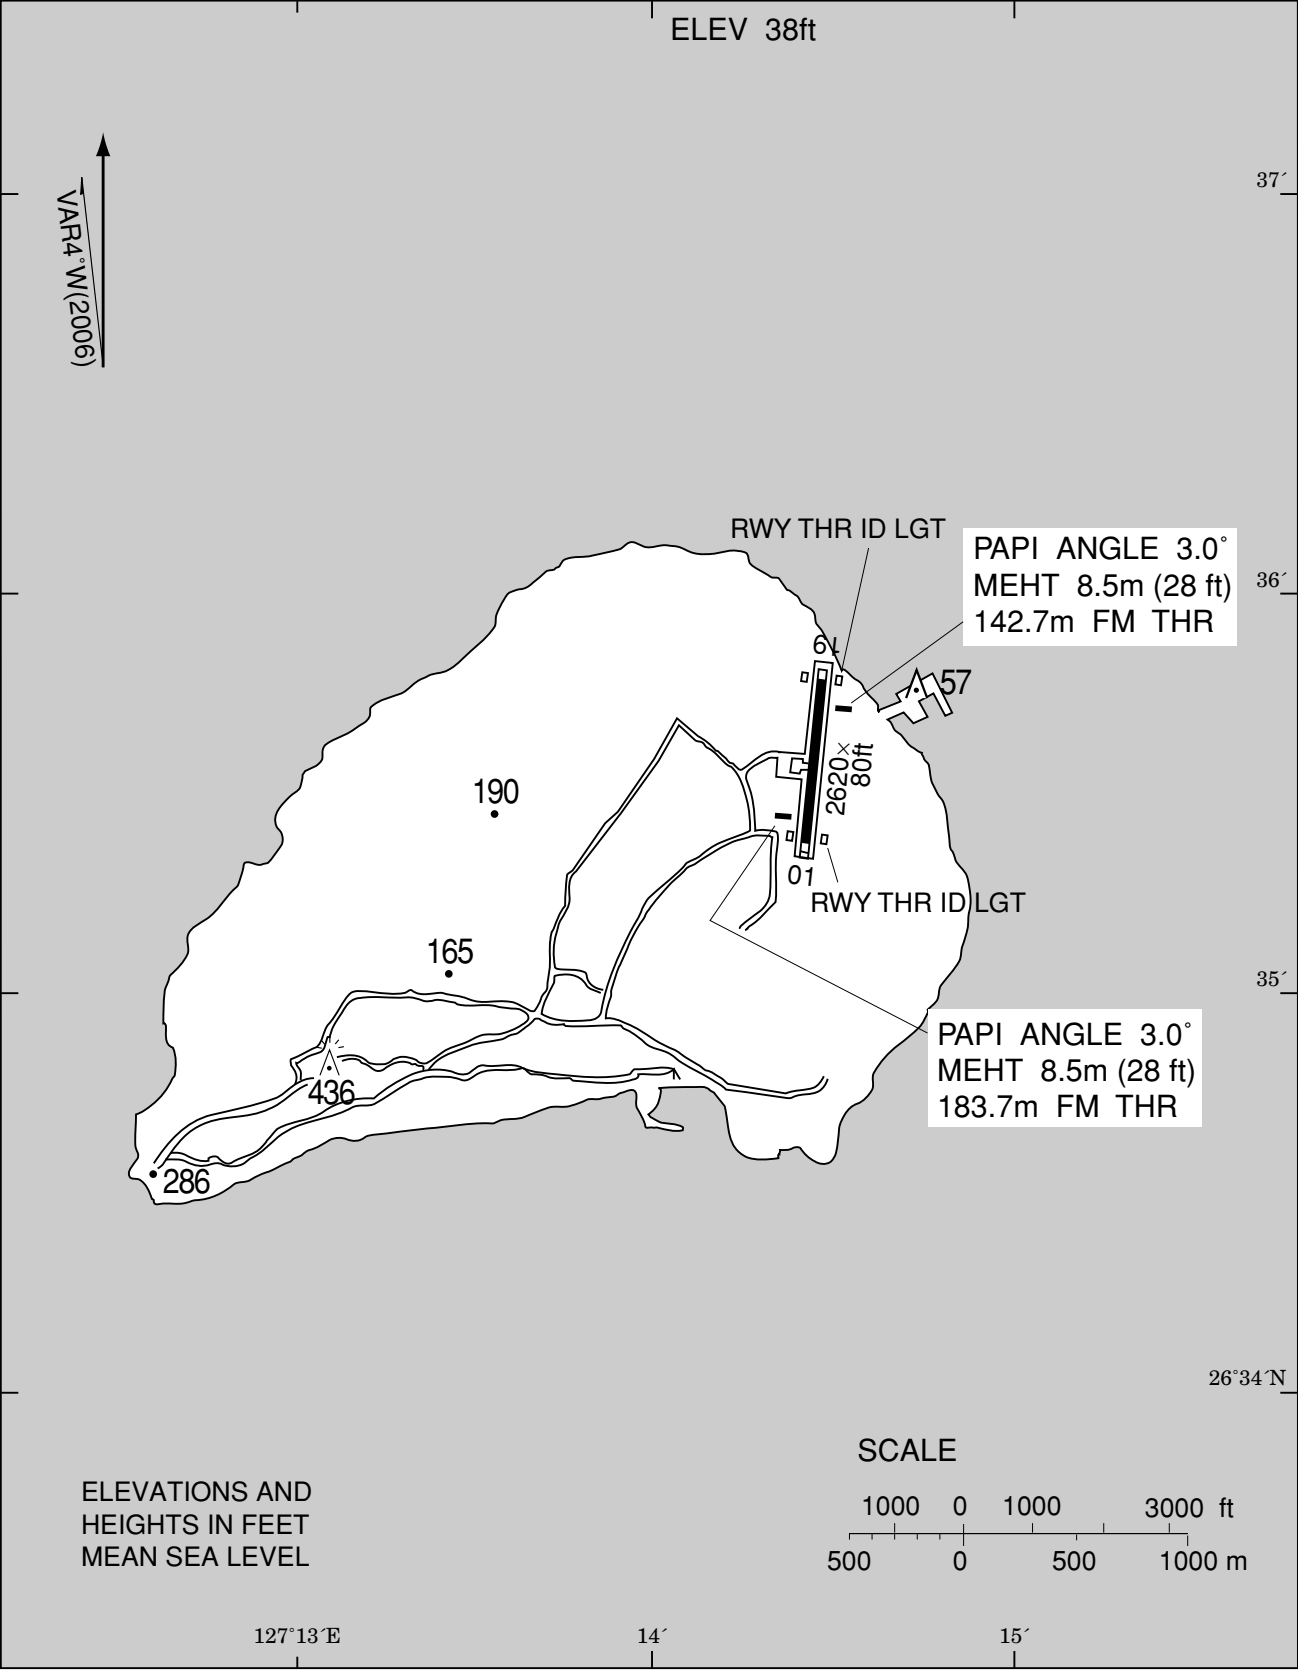 ELEV 38ft
VAR4°W(2006)
37´
RWY THR ID LGT
PAPI ANGLE 3.0°
MEHT 8.5m (28 ft)
142.7m FM THR
36´
19
57
2620×
80ft
190
01
RWY THR ID LGT
165
35´
PAPI ANGLE 3.0°
MEHT 8.5m (28 ft)
183.7m FM THR
436
286
26°34´N
SCALE
1000 0 1000 3000 ft
500 0 500 1000 m
ELEVATIONS AND
HEIGHTS IN FEET
MEAN SEA LEVEL
127°13´E 14´ 15´